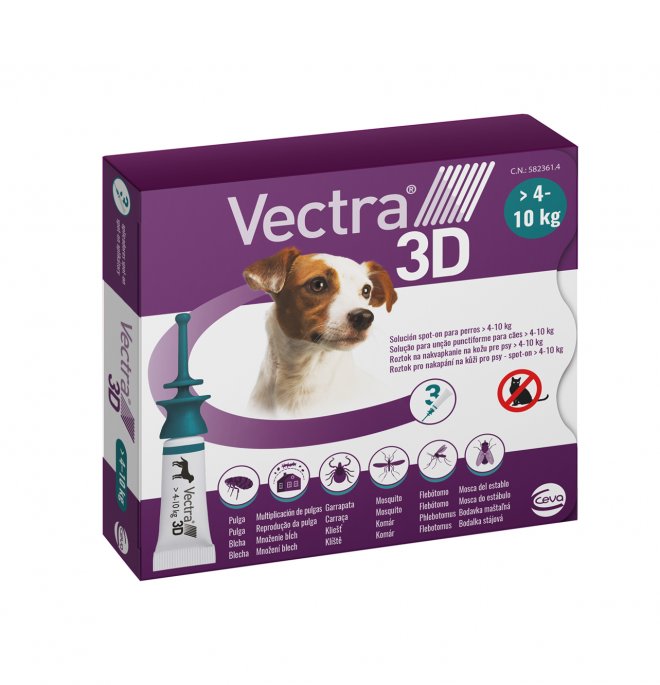 C.N.: 582361.4
Vectra®
3D
> 4-
10 kg
Solución spot-on para perros > 4-10 kg
Solução para unção punctiforme para cães > 4-10 kg
Roztok na nakvapkanie na kožu pre psy > 4-10 kg
Roztok pro nakapání na kůži pro psy - spot-on > 4-10 kg
3
Pulga
Pulga
Blcha
Blecha
Multiplicación de pulgas
Reprodução da pulga
Množenie bĺch
Množení blech
Garrapata
Carraça
Kliešť
Klíště
Mosquito
Mosquito
Komár
Komár
Flebótomo
Flebótomo
Phlebotomus
Flebotomus
Mosca del establo
Mosca do estábulo
Bodavka maštaľná
Bodalka stájová
Ceva
Vectra
3D
> 4-10 kg
Vectra
3D
> 4-10 kg
Ceva